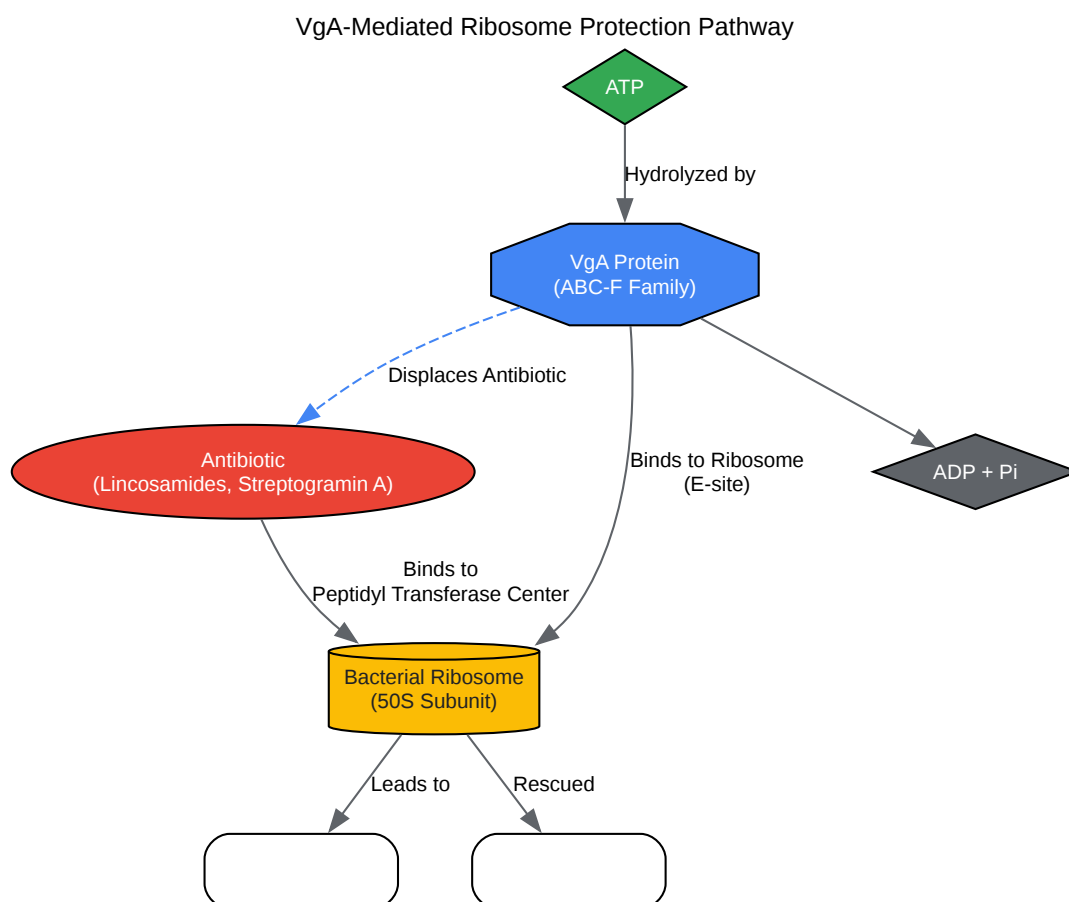 VgA-Mediated Ribosome Protection Pathway
ATP
Hydrolyzed by
VgA Protein
(ABC-F Family)
Displaces Antibiotic
Antibiotic
(Lincosamides, Streptogramin A)
Binds to Ribosome
(E-site)
ADP + Pi
Binds to
Peptidyl Transferase Center
Bacterial Ribosome
(50S Subunit)
Leads to
Rescued